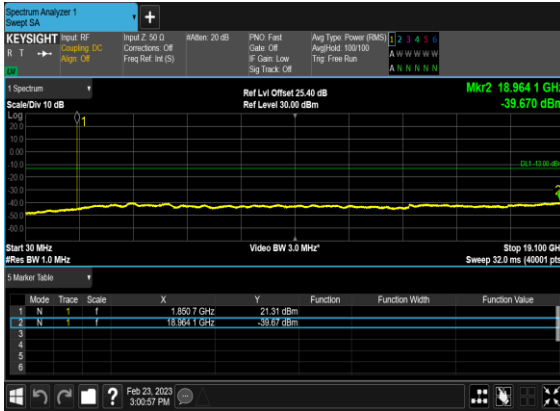 Spectrum Analyzer 1
Swept SA
+
KEYSIGHT Input: RF Input Z: 50 Ω #Atten: 20 dB PNO: Fast Avg Type: Power (RMS) 1 2 3 4 5 6
R T Coupling: DC Corrections: Off Gate: Off Avg|Hold: 100/100 A W W W W W
Align: Off Freq Ref: Int (S) IF Gain: Low Trig: Free Run
Sig Track: Off A N N N N N
1 Spectrum Ref Lvl Offset 25.40 dB Mkr2 18.964 1 GHz
Scale/Div 10 dB Ref Level 30.00 dBm -39.670 dBm
Log
1
20.0
10.0
0.00
-10.0
DL1 -13.00 dBm
-20.0
-30.0
2
-40.0
-50.0
-60.0
Start 30 MHz Video BW 3.0 MHz* Stop 19.100 GHz
#Res BW 1.0 MHz Sweep 32.0 ms (40001 pts)
5 Marker Table
Mode Trace Scale X Y Function Function Width Function Value
1 N 1 f 1.850 7 GHz 21.31 dBm
2 N 1 f 18.964 1 GHz -39.67 dBm
3
4
5
6
? Feb 23, 2023
3:00:57 PM